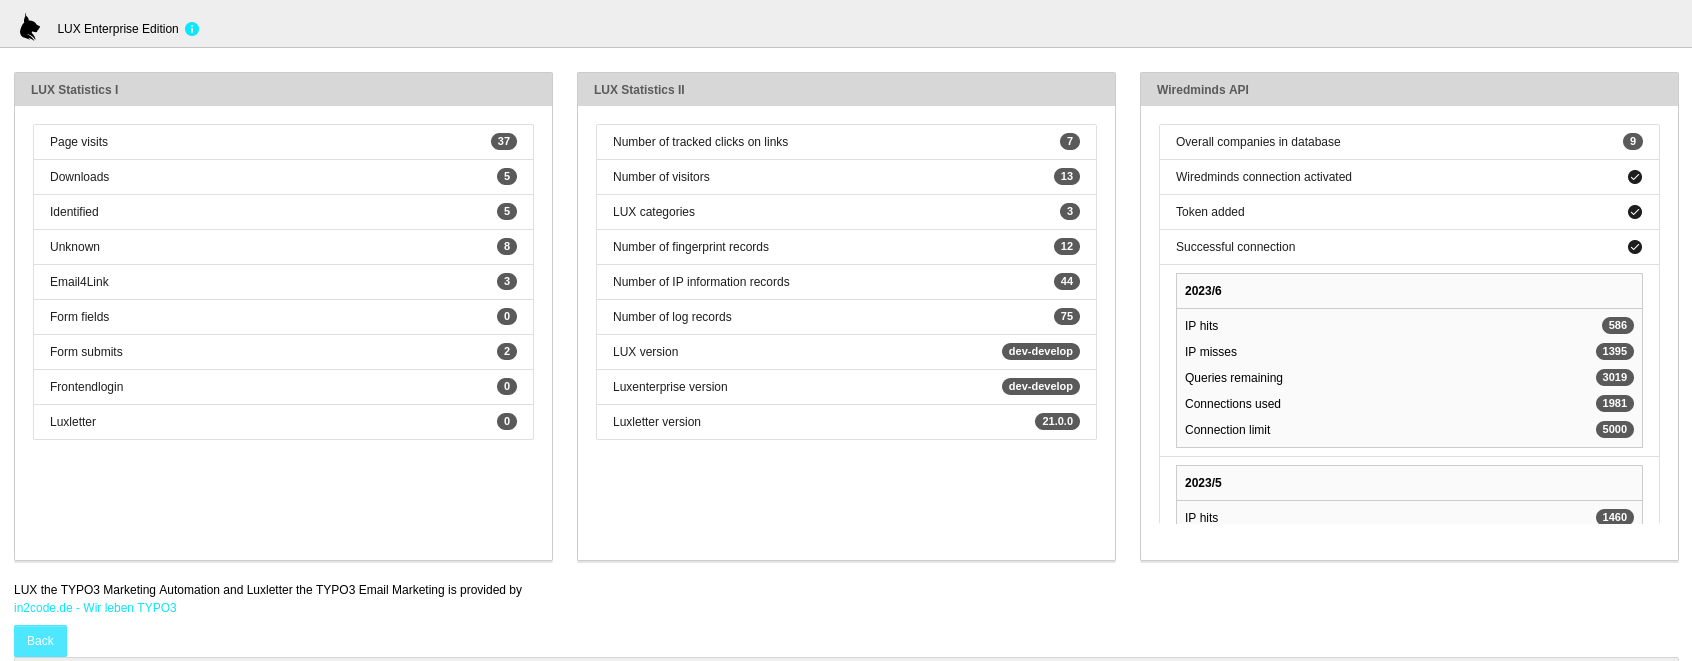 LUX Enterprise Edition
LUX Statistics I
Page visits 37
Downloads 5
Identified 5
Unknown 8
Email4Link 3
Form fields 0
Form submits 2
Frontendlogin 0
Luxletter 0
LUX Statistics II
Number of tracked clicks on links 7
Number of visitors 13
LUX categories 3
Number of fingerprint records 12
Number of IP information records 44
Number of log records 75
LUX version dev-develop
Luxenterprise version dev-develop
Luxletter version 21.0.0
Wiredminds API
Overall companies in database 9
Wiredminds connection activated
Token added
Successful connection
2023/6
IP hits 586
IP misses 1395
Queries remaining 3019
Connections used 1981
Connection limit 5000
2023/5
IP hits 1460
LUX the TYPO3 Marketing Automation and Luxletter the TYPO3 Email Marketing is provided by
in2code.de - Wir leben TYPO3
Back